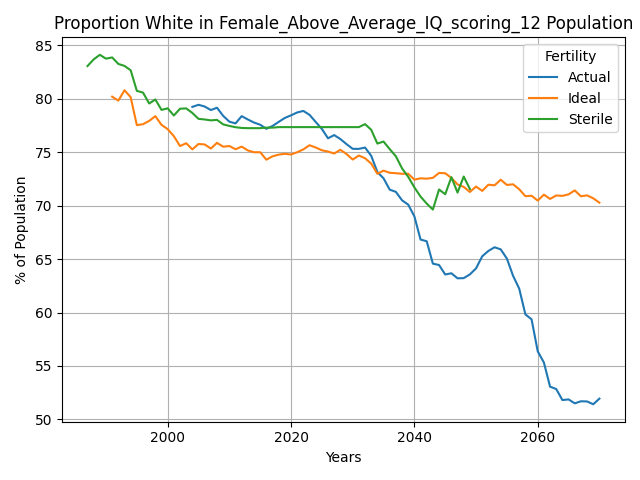 Proportion White in Female_Above_Average_IQ_scoring_12 Population
% of Population
85
80
75
70
65
60
55
50
2000
2020
2040
2060
Years
Fertility
Actual
Ideal
Sterile